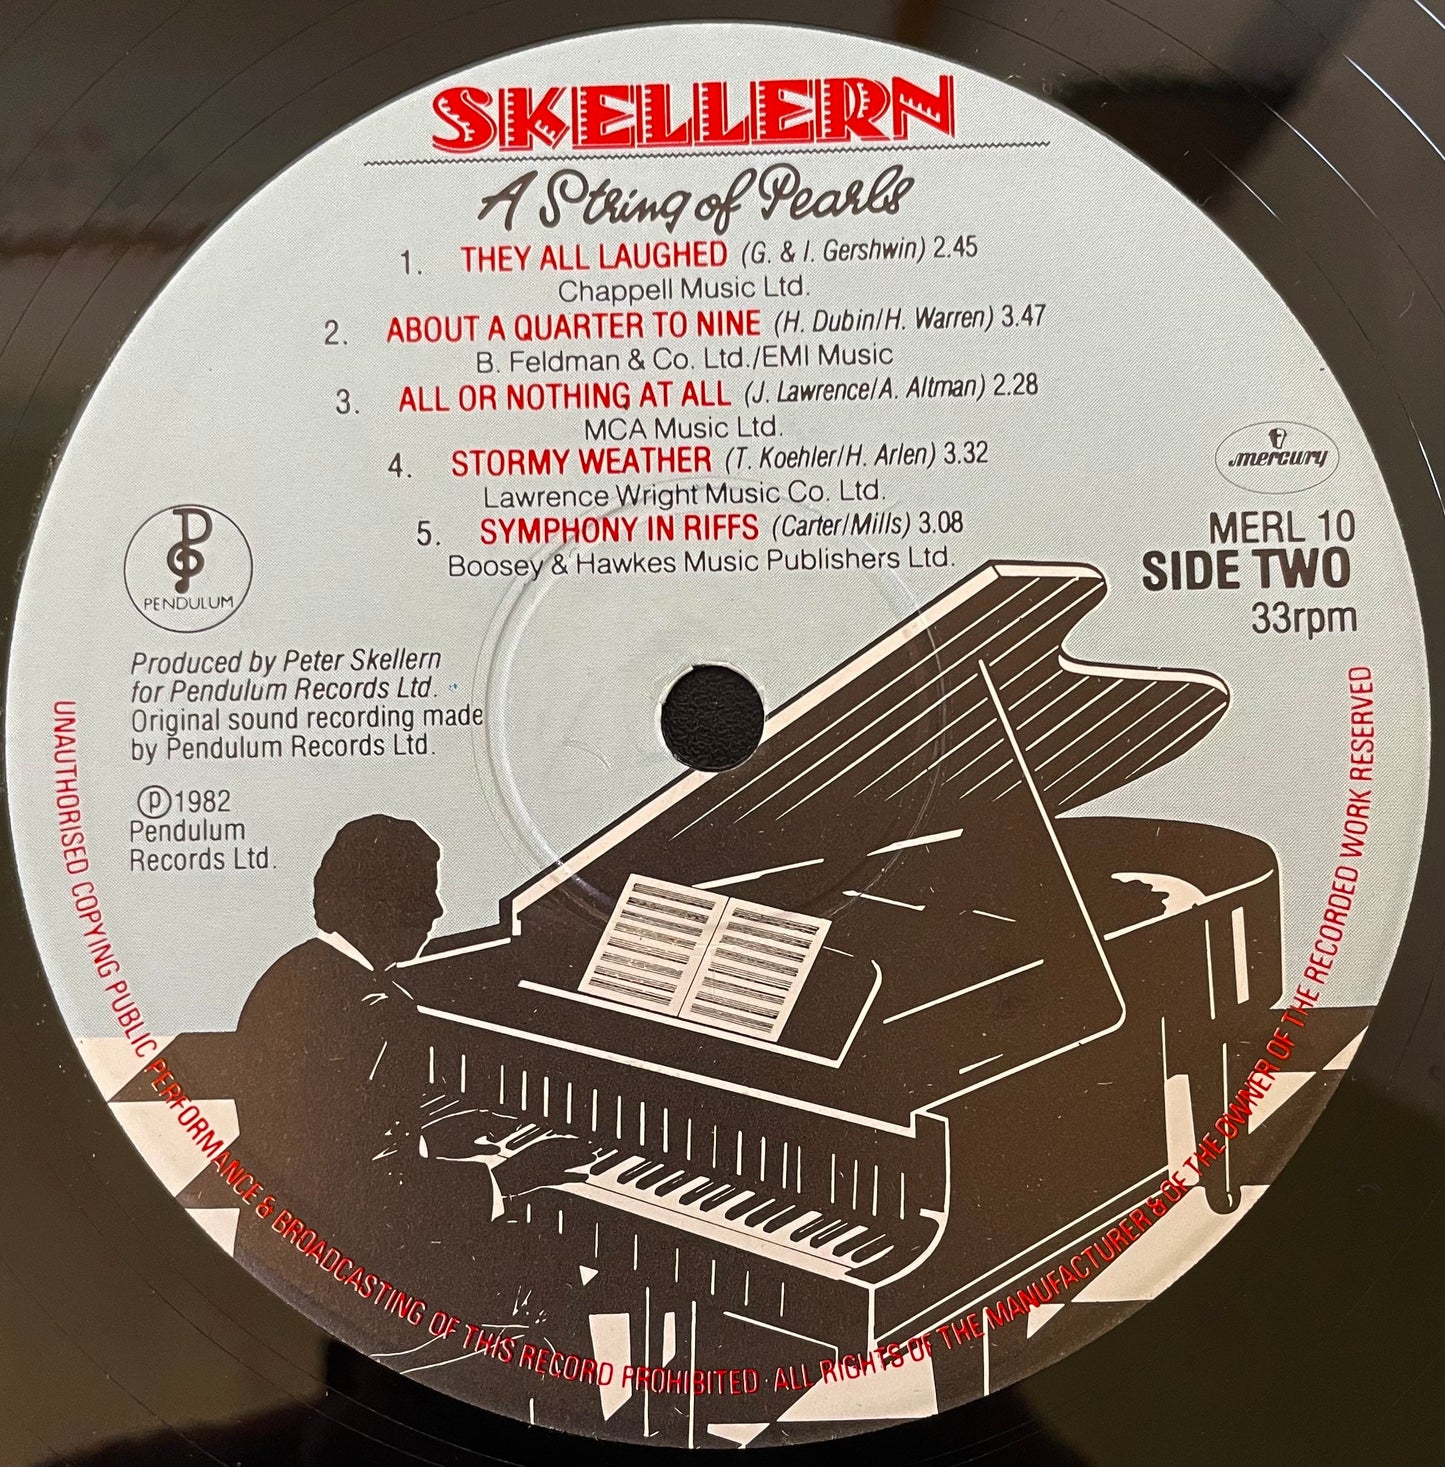 SKELLERN
A String of Pearls
1. THEY ALL LAUGHED (G. & I. Gershwin) 2.45
Chappell Music Ltd.
2. ABOUT A QUARTER TO NINE (H. Dubin/H. Warren) 3.47
B. Feldman & Co. Ltd./EMI Music
3. ALL OR NOTHING AT ALL (J. Lawrence/A. Altman) 2.28
MCA Music Ltd.
4. STORMY WEATHER (T. Koehler/H. Arlen) 3.32
Lawrence Wright Music Co. Ltd.
5. SYMPHONY IN RIFFS (Carter/Mills) 3.08
Boosey & Hawkes Music Publishers Ltd.
mercury
MERL 10
SIDE TWO
33rpm
PENDULUM
Produced by Peter Skellern
for Pendulum Records Ltd.
Original sound recording made
by Pendulum Records Ltd.
℗1982
Pendulum
Records Ltd.
UNAUTHORISED COPYING PUBLIC PERFORMANCE & BROADCASTING OF THIS RECORD PROHIBITED · ALL RIGHTS OF THE MANUFACTURER & OF THE OWNER OF THE RECORDED WORK RESERVED